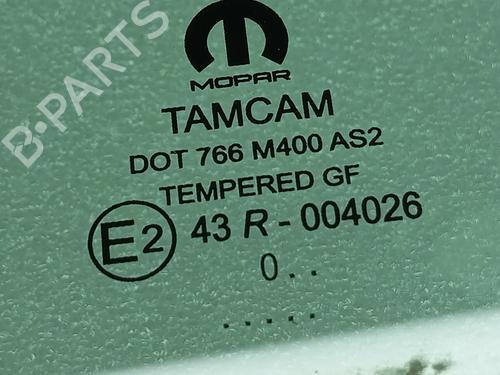 B-PARTS
MOPAR
TAMCAM
DOT 766 M400 AS2
TEMPERED GF
E2 43 R - 004026
0 . .
. . . . .